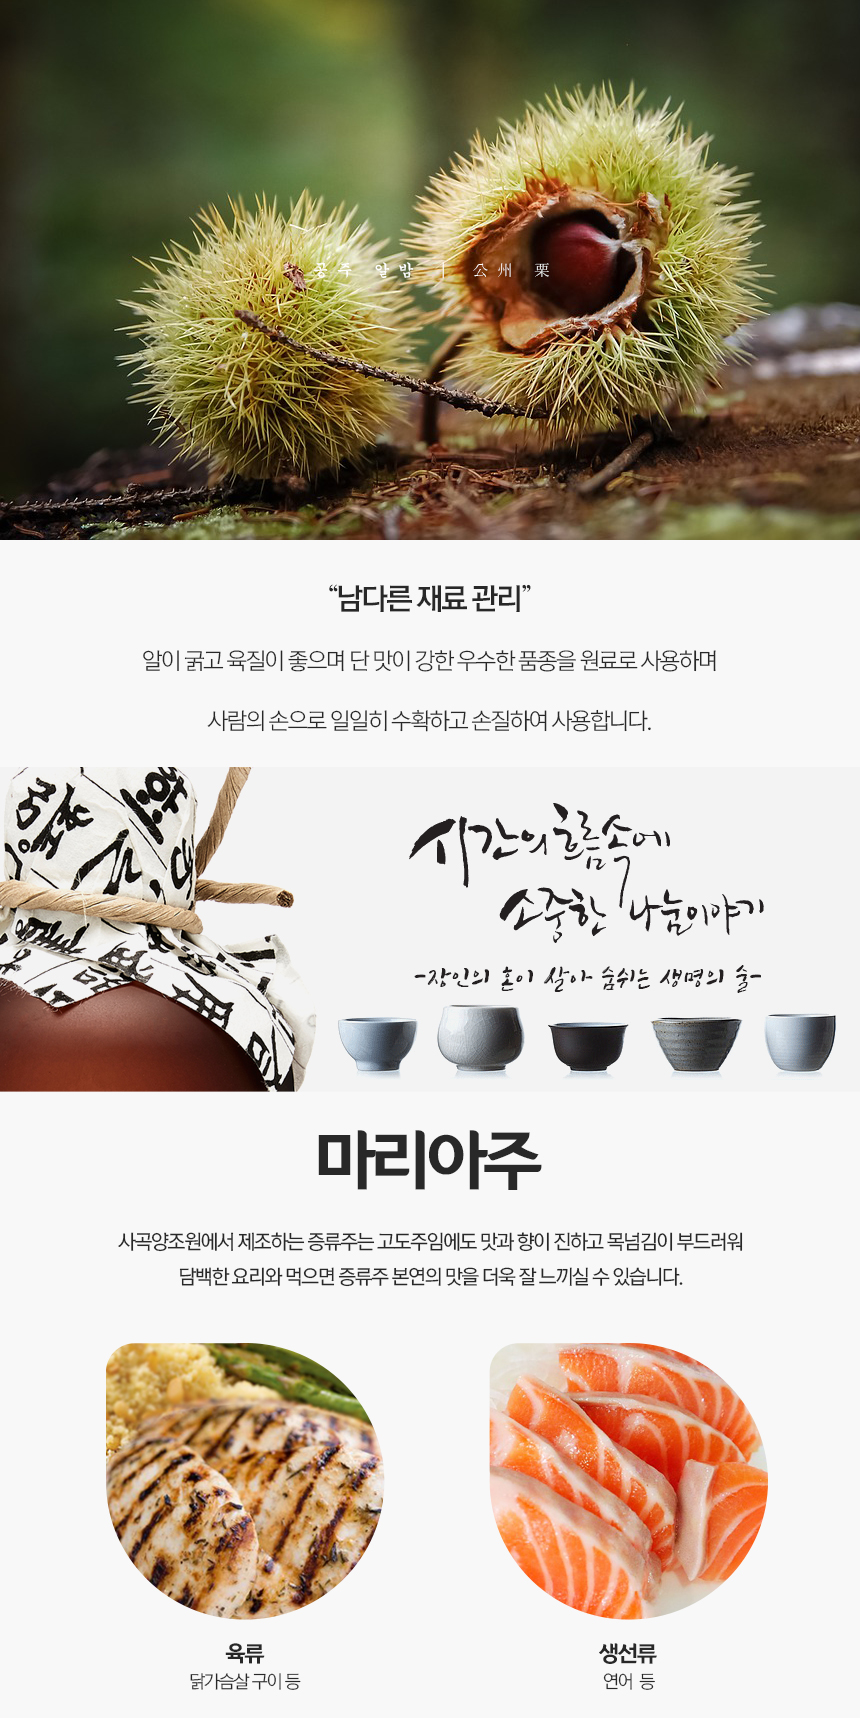 공주 알밤 | 公州 栗
“남다른 재료 관리”
알이 굵고 육질이 좋으며 단 맛이 강한 우수한 품종을 원료로 사용하며
사람의 손으로 일일히 수확하고 손질하여 사용합니다.
시간의 흐름속에
소중한 나눔이야기
-장인의 혼이 살아 숨쉬는 생명의 술-
마리아주
사곡양조원에서 제조하는 증류주는 고도주임에도 맛과 향이 진하고 목넘김이 부드러워
담백한 요리와 먹으면 증류주 본연의 맛을 더욱 잘 느끼실 수 있습니다.
육류
닭가슴살 구이 등
생선류
연어 등